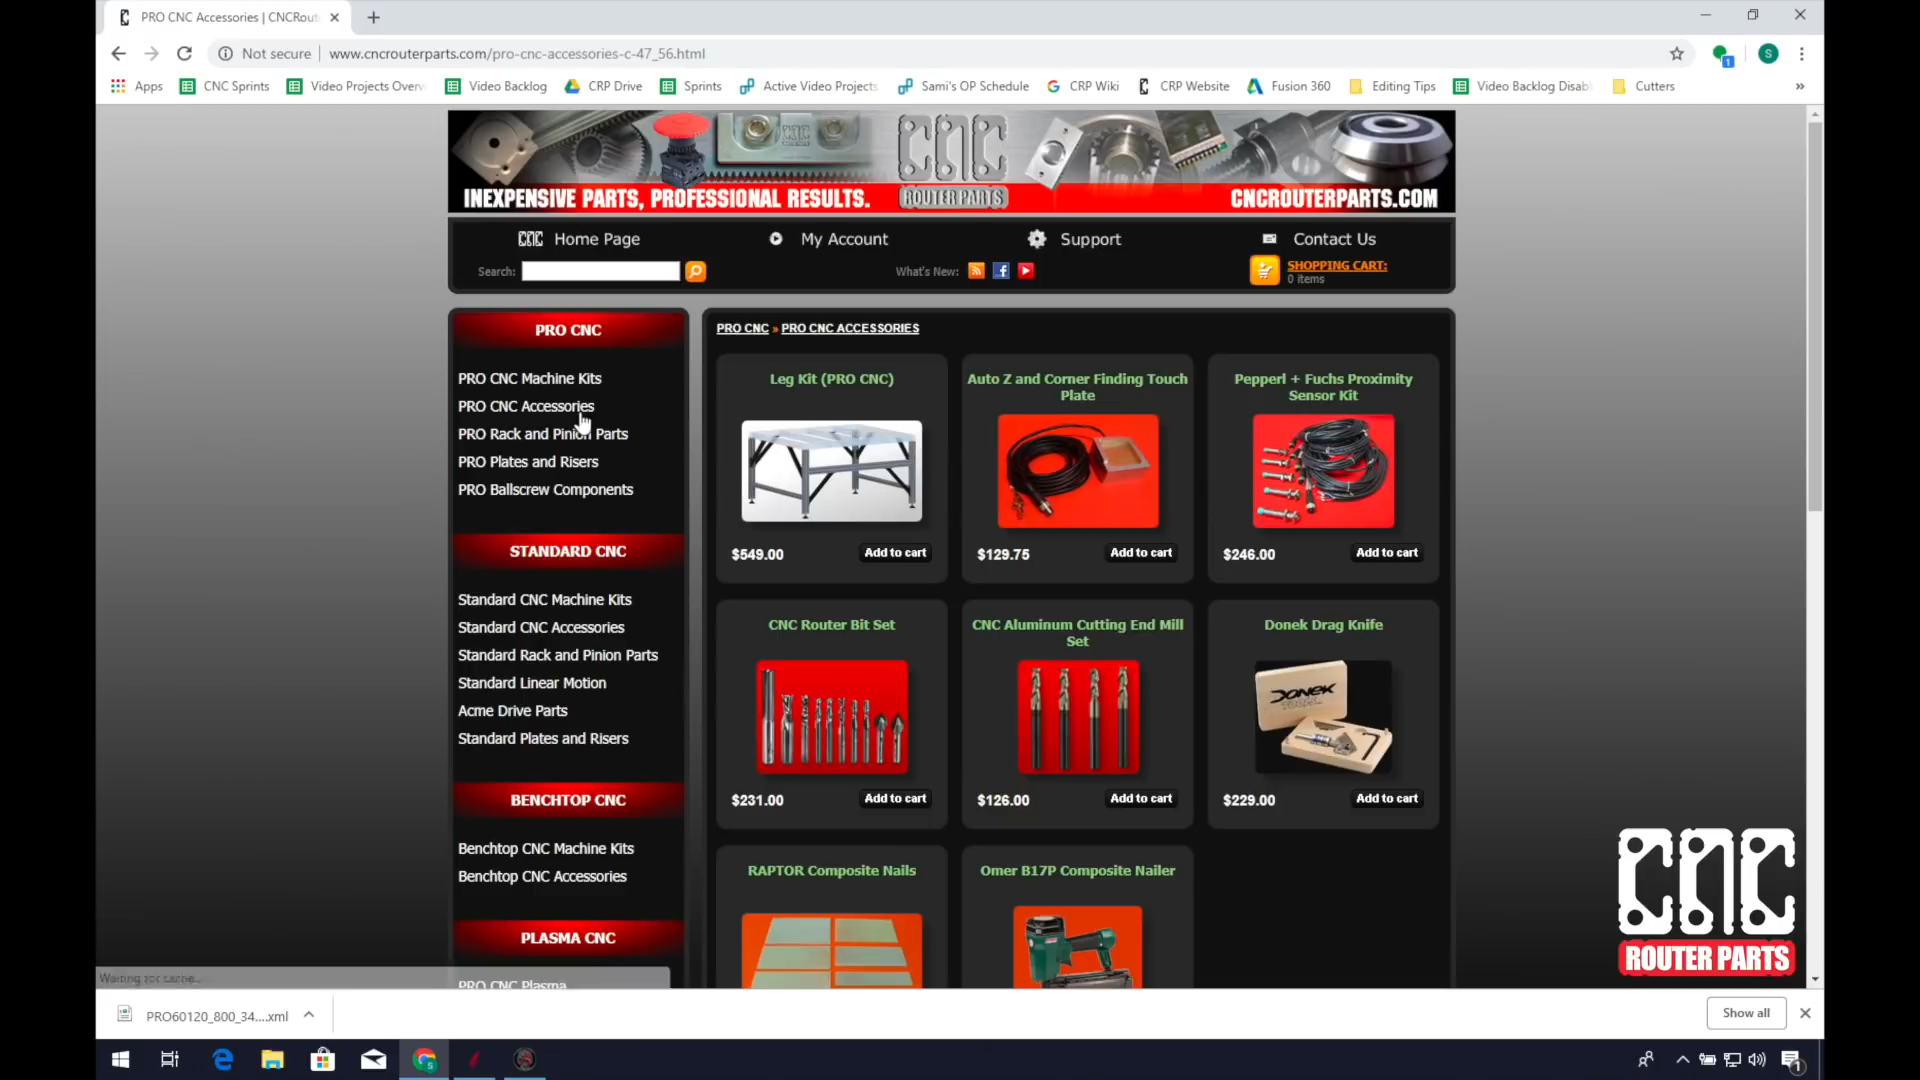 PRO CNC Accessories | CNCRout
Not secure
www.cncrouterparts.com/pro-cnc-accessories-c-47_56.html
S
1
Apps
CNC Sprints
Video Projects Overv
Video Backlog
CRP Drive
Sprints
Active Video Projects
Sami's OP Schedule
CRP Wiki
CRP Website
Fusion 360
Editing Tips
Video Backlog Disab
Cutters
»
CNC
INEXPENSIVE PARTS, PROFESSIONAL RESULTS.
ROUTER PARTS
CNCROUTERPARTS.COM
CNC Home Page
My Account
Support
Contact Us
Search:
What's New:
SHOPPING CART:
0 items
PRO CNC
PRO CNC Machine Kits
PRO CNC Accessories
PRO Rack and Pinion Parts
PRO Plates and Risers
PRO Ballscrew Components
STANDARD CNC
Standard CNC Machine Kits
Standard CNC Accessories
Standard Rack and Pinion Parts
Standard Linear Motion
Acme Drive Parts
Standard Plates and Risers
BENCHTOP CNC
Benchtop CNC Machine Kits
Benchtop CNC Accessories
PLASMA CNC
PRO CNC Plasma
PRO CNC » PRO CNC ACCESSORIES
Leg Kit (PRO CNC)
$549.00
Add to cart
Auto Z and Corner Finding Touch
Plate
$129.75
Add to cart
Pepperl + Fuchs Proximity
Sensor Kit
$246.00
Add to cart
CNC Router Bit Set
$231.00
Add to cart
CNC Aluminum Cutting End Mill
Set
$126.00
Add to cart
Donek Drag Knife
DONEK
$229.00
Add to cart
RAPTOR Composite Nails
Omer B17P Composite Nailer
CNC
ROUTER PARTS
Waiting for cache...
PRO60120_800_34....xml
Show all
1